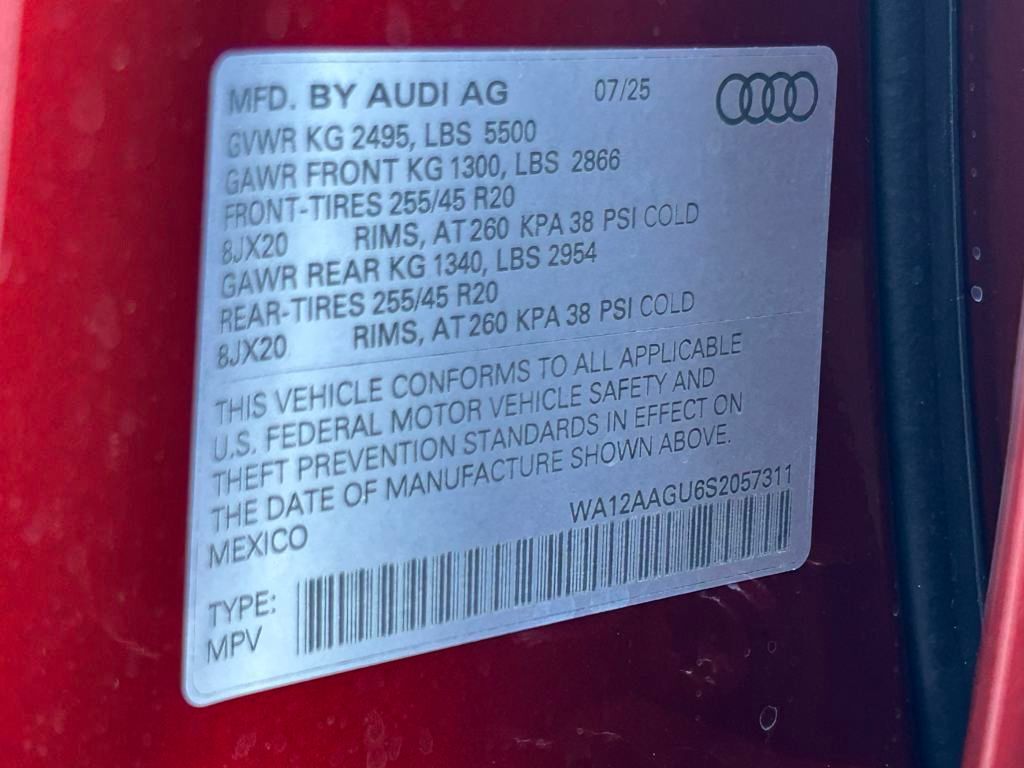 MFD. BY AUDI AG 07/25
GVWR KG 2495, LBS 5500
GAWR FRONT KG 1300, LBS 2866
FRONT-TIRES 255/45 R20
8JX20 RIMS, AT 260 KPA 38 PSI COLD
GAWR REAR KG 1340, LBS 2954
REAR-TIRES 255/45 R20
8JX20 RIMS, AT 260 KPA 38 PSI COLD
THIS VEHICLE CONFORMS TO ALL APPLICABLE
U.S. FEDERAL MOTOR VEHICLE SAFETY AND
THEFT PREVENTION STANDARDS IN EFFECT ON
THE DATE OF MANUFACTURE SHOWN ABOVE.
MEXICO WA12AAGU6S2057311
TYPE:
MPV